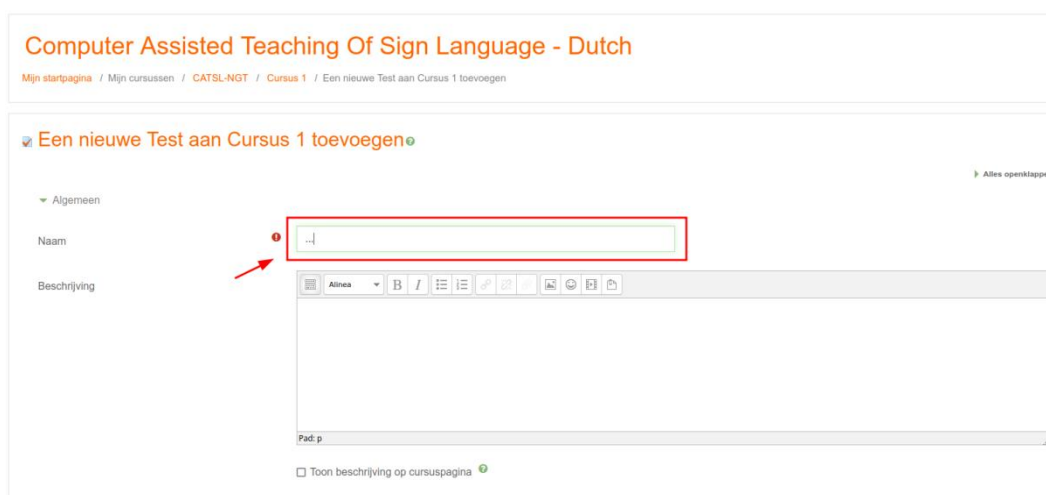 Computer Assisted Teaching Of Sign Language - Dutch
Mijn startpagina / Mijn cursussen / CATSL-NGT / Cursus 1 / Een nieuwe Test aan Cursus 1 toevoegen
Een nieuwe Test aan Cursus 1 toevoegen
Alles openklappe
Algemeen
Naam
...
Beschrijving
Alinea
B I
Pad: p
Toon beschrijving op cursuspagina